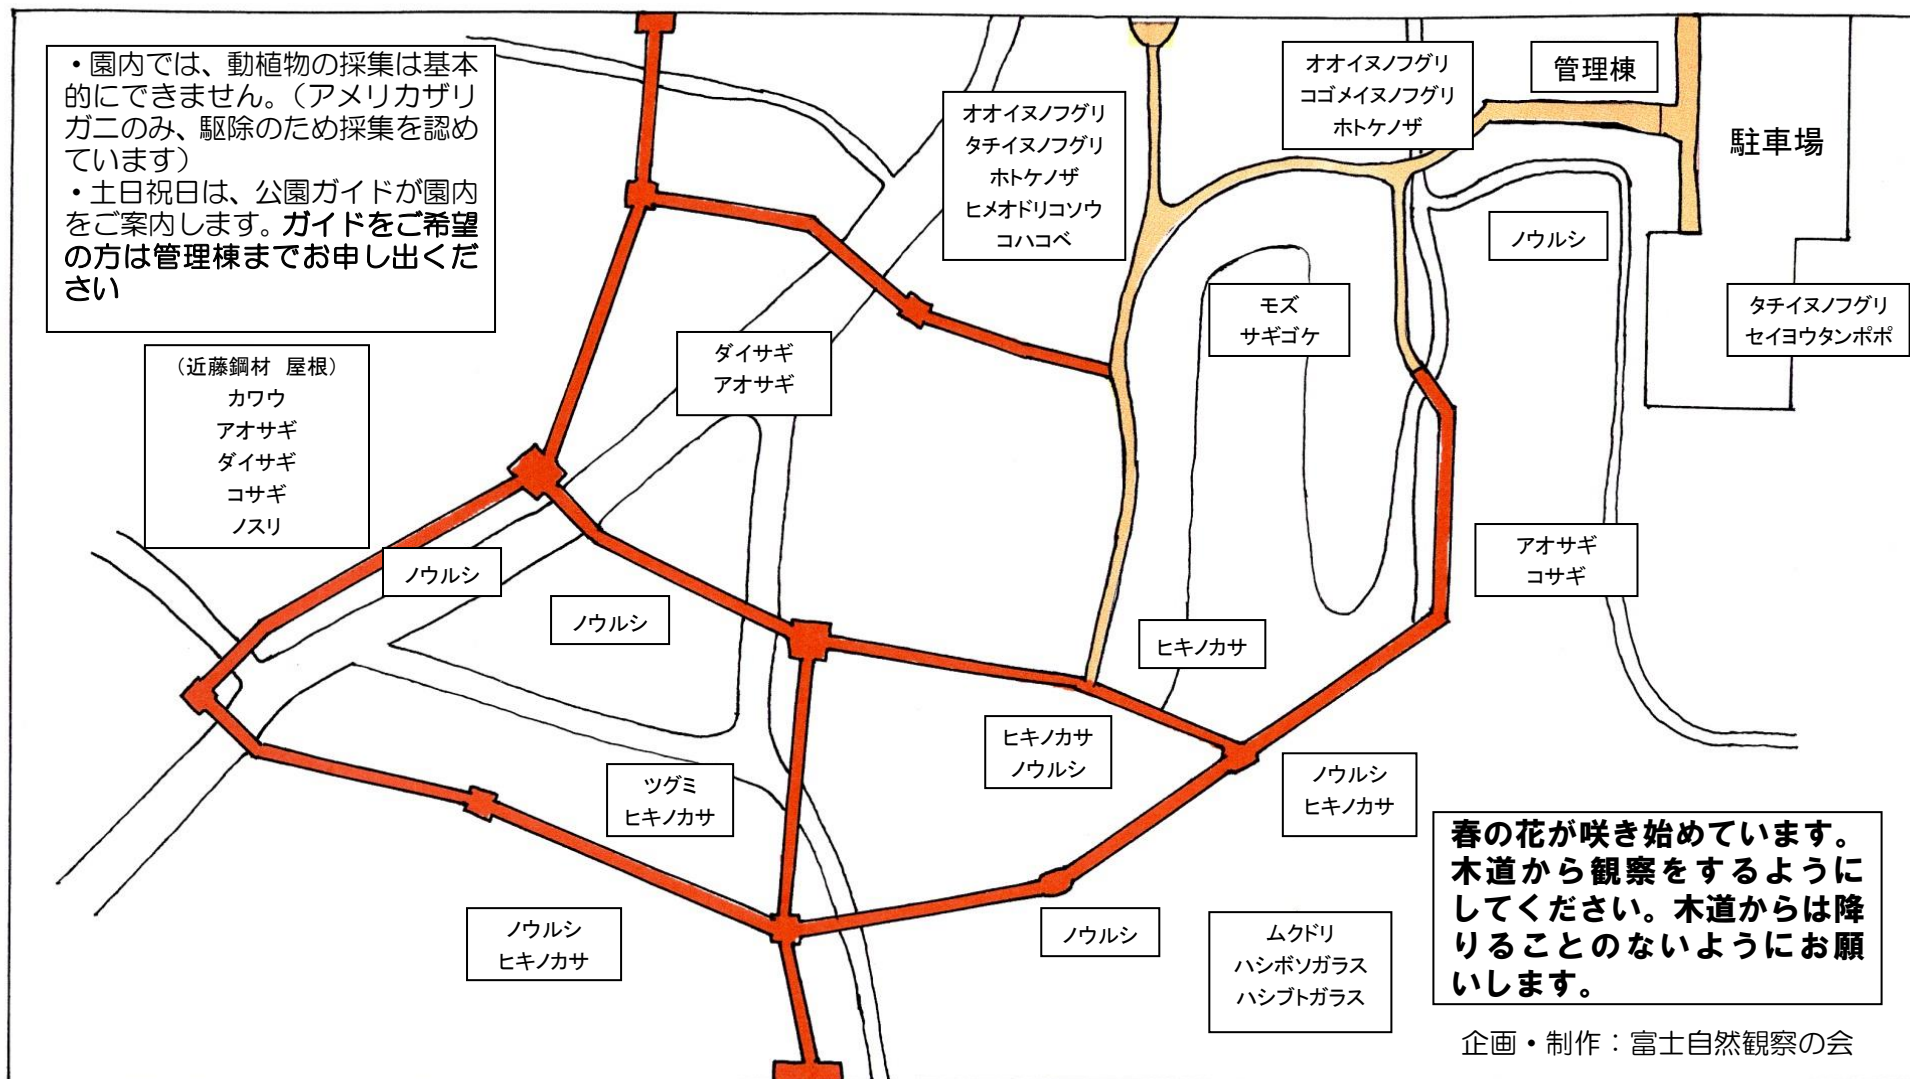 ・園内では、動植物の採集は基本
的にできません。（アメリカザリ
ガニのみ、駆除のため採集を認め
ています）
・土日祝日は、公園ガイドが園内
をご案内します。ガイドをご希望
の方は管理棟までお申し出くだ
さい
オオイヌノフグリ
タチイヌノフグリ
ホトケノザ
ヒメオドリコソウ
コハコベ
オオイヌノフグリ
コゴメイヌノフグリ
ホトケノザ
管理棟
駐車場
ノウルシ
モズ
サギゴケ
タチイヌノフグリ
セイヨウタンポポ
（近藤鋼材　屋根）
カワウ
アオサギ
ダイサギ
コサギ
ノスリ
ダイサギ
アオサギ
ノウルシ
ノウルシ
アオサギ
コサギ
ヒキノカサ
ヒキノカサ
ノウルシ
ツグミ
ヒキノカサ
ノウルシ
ヒキノカサ
ノウルシ
ヒキノカサ
ノウルシ
ムクドリ
ハシボソガラス
ハシブトガラス
春の花が咲き始めています。
木道から観察をするように
してください。木道からは降
りることのないようにお願
いします。
企画・制作：富士自然観察の会